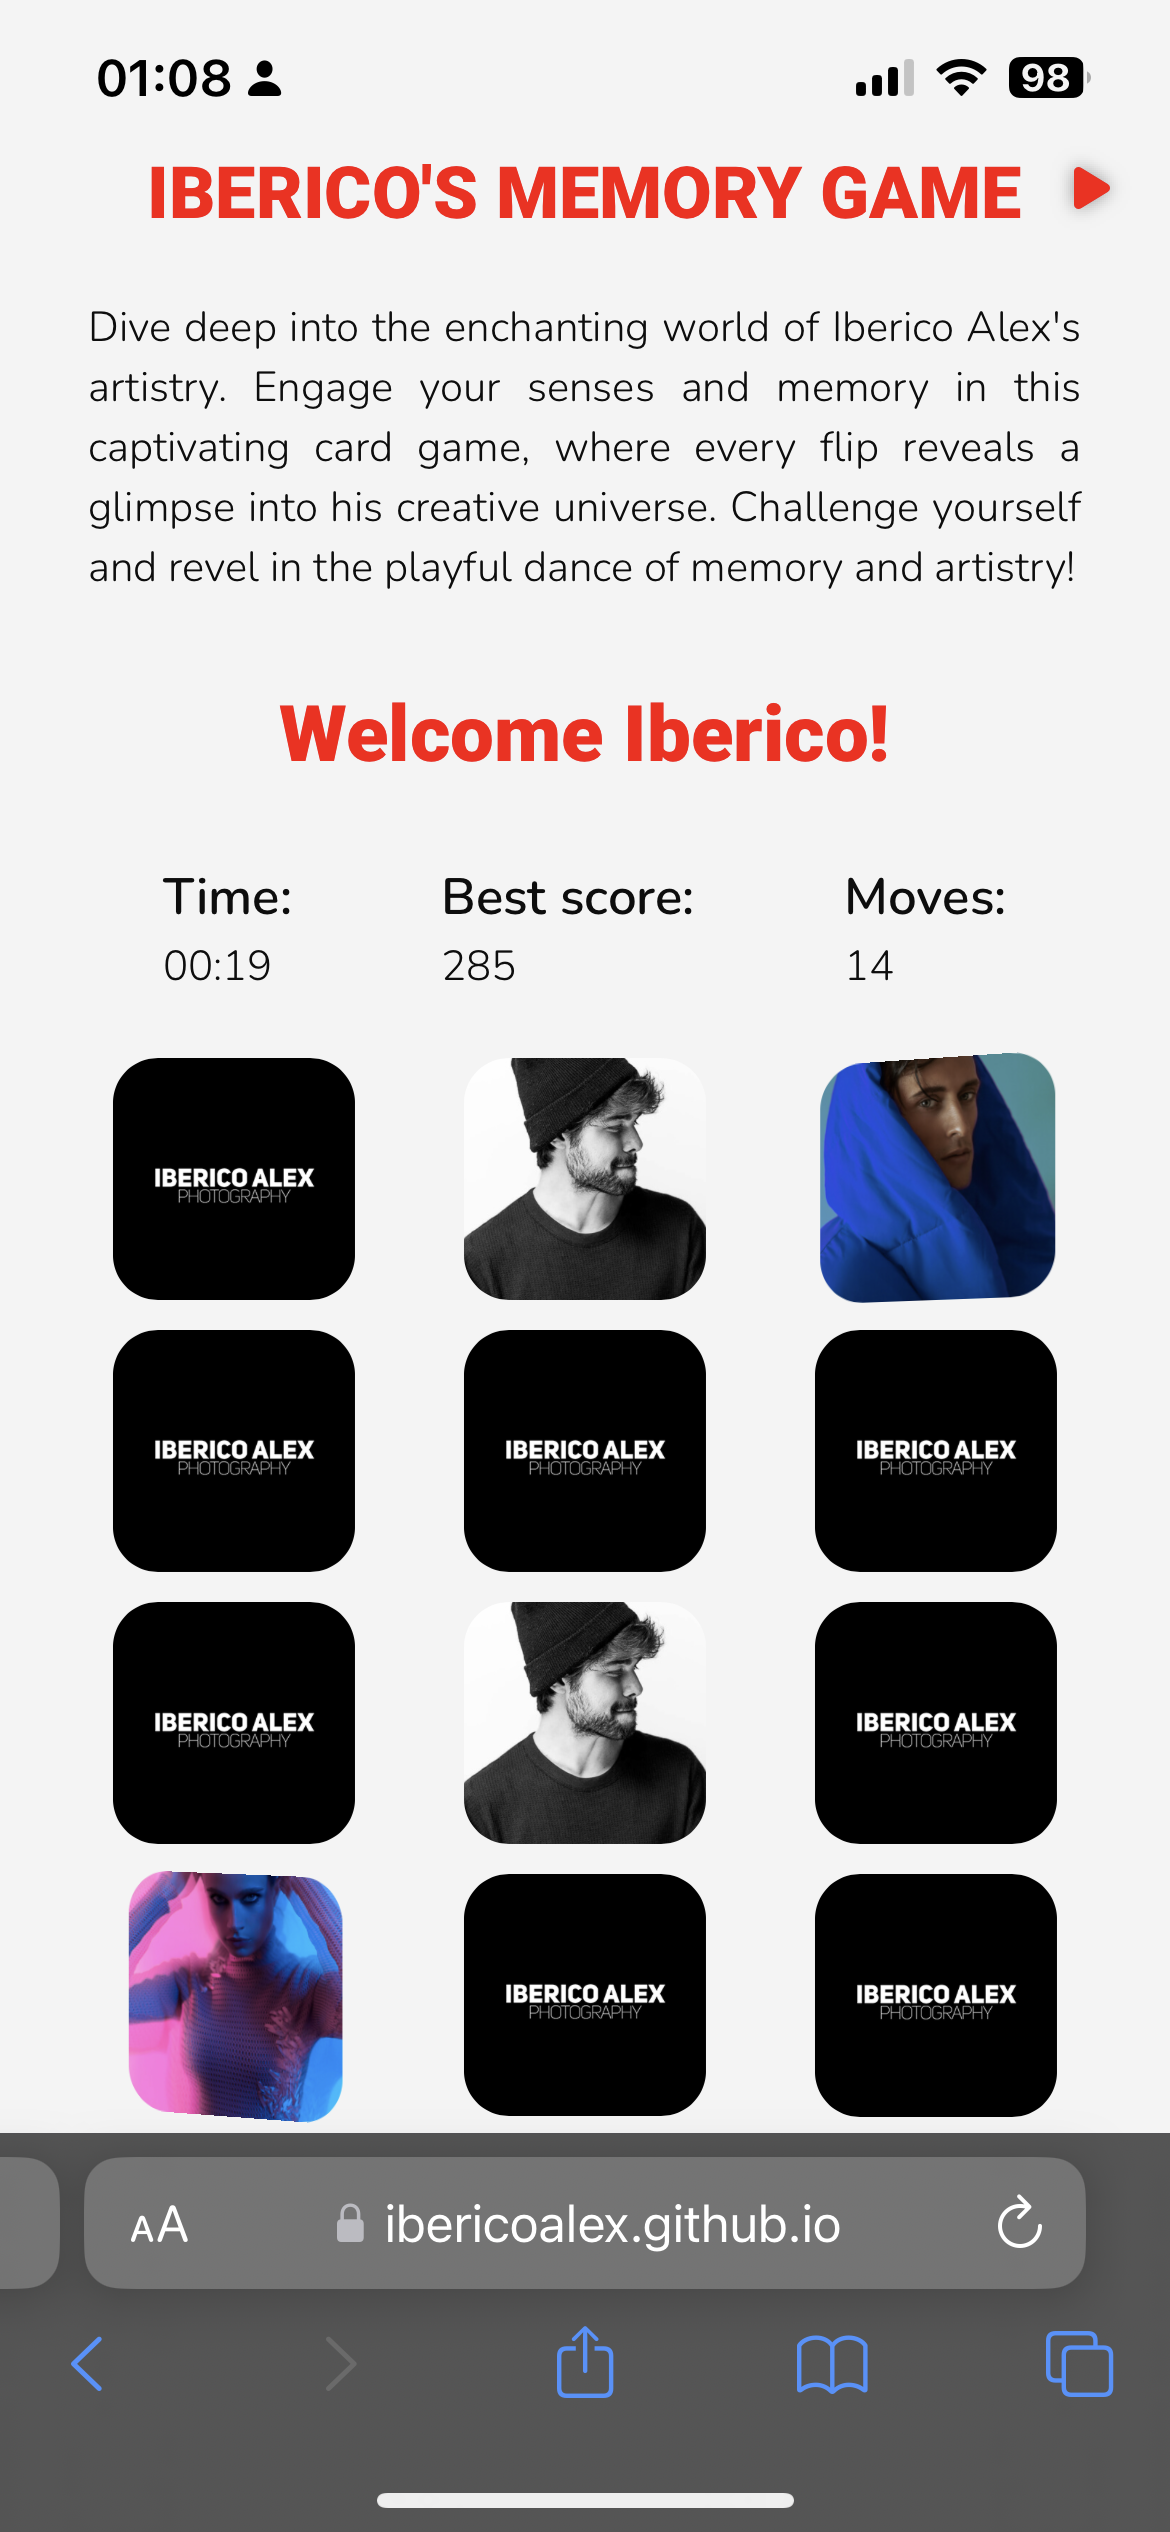 01:08
98
IBERICO'S MEMORY GAME
Dive deep into the enchanting world of Iberico Alex's
artistry. Engage your senses and memory in this
captivating card game, where every flip reveals a
glimpse into his creative universe. Challenge yourself
and revel in the playful dance of memory and artistry!
Welcome Iberico!
Time: Best score: Moves:
00:19 285 14
IBERICO ALEX
PHOTOGRAPHY
IBERICO ALEX IBERICO ALEX IBERICO ALEX
PHOTOGRAPHY PHOTOGRAPHY PHOTOGRAPHY
IBERICO ALEX IBERICO ALEX
PHOTOGRAPHY PHOTOGRAPHY
IBERICO ALEX IBERICO ALEX
PHOTOGRAPHY PHOTOGRAPHY
AA ibericoalex.github.io